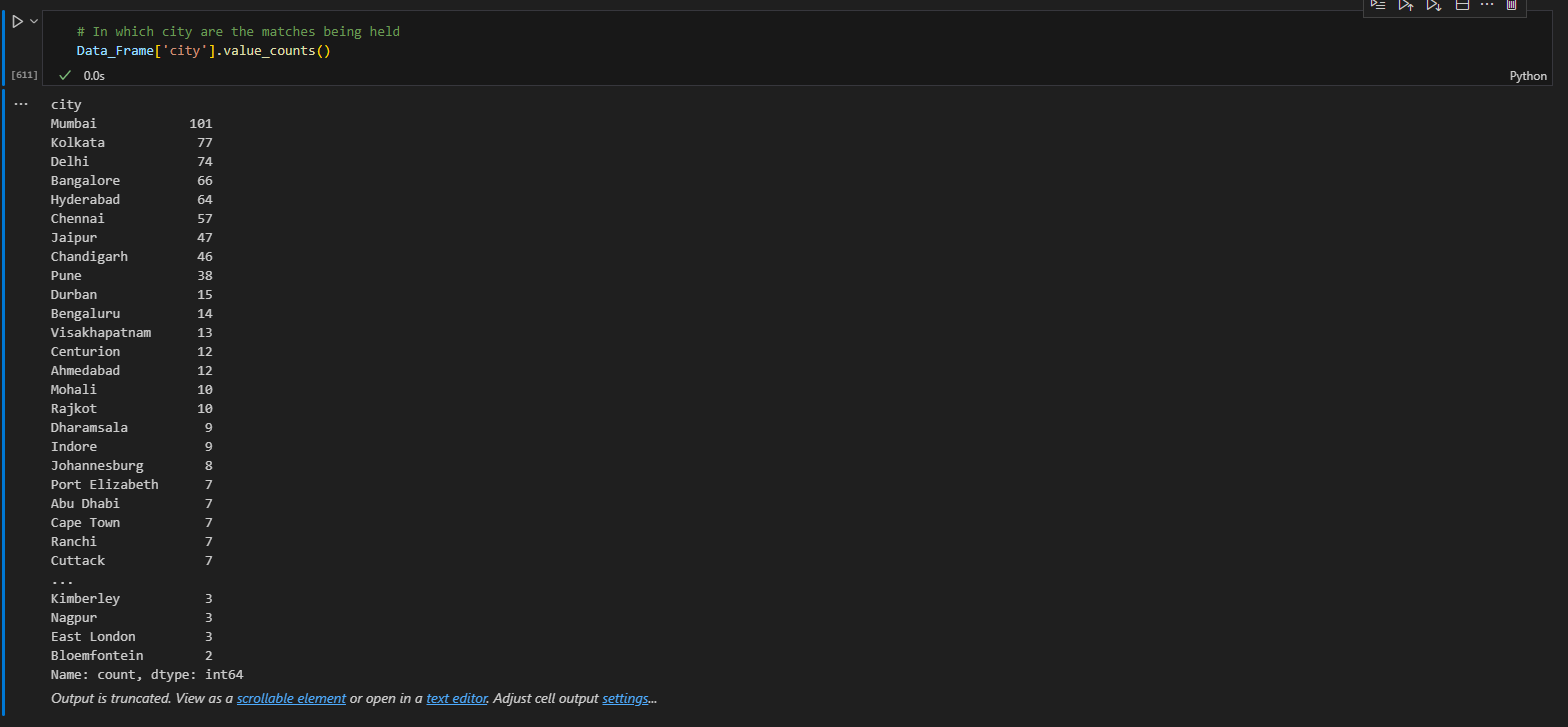 # In which city are the matches being held
Data_Frame['city'].value_counts()
[611] 0.0s Python
... city
Mumbai 101
Kolkata 77
Delhi 74
Bangalore 66
Hyderabad 64
Chennai 57
Jaipur 47
Chandigarh 46
Pune 38
Durban 15
Bengaluru 14
Visakhapatnam 13
Centurion 12
Ahmedabad 12
Mohali 10
Rajkot 10
Dharamsala 9
Indore 9
Johannesburg 8
Port Elizabeth 7
Abu Dhabi 7
Cape Town 7
Ranchi 7
Cuttack 7
...
Kimberley 3
Nagpur 3
East London 3
Bloemfontein 2
Name: count, dtype: int64
Output is truncated. View as a scrollable element or open in a text editor. Adjust cell output settings...